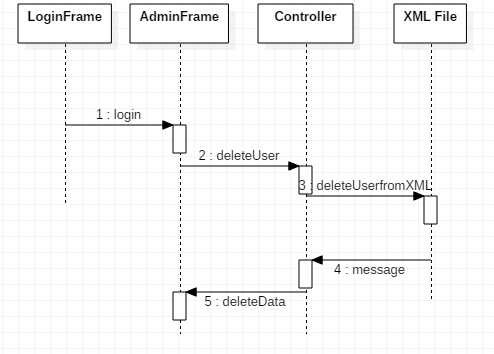 LoginFrame
AdminFrame
Controller
XML File
1 : login
2 : deleteUser
3 : deleteUserfromXML
4 : message
5 : deleteData